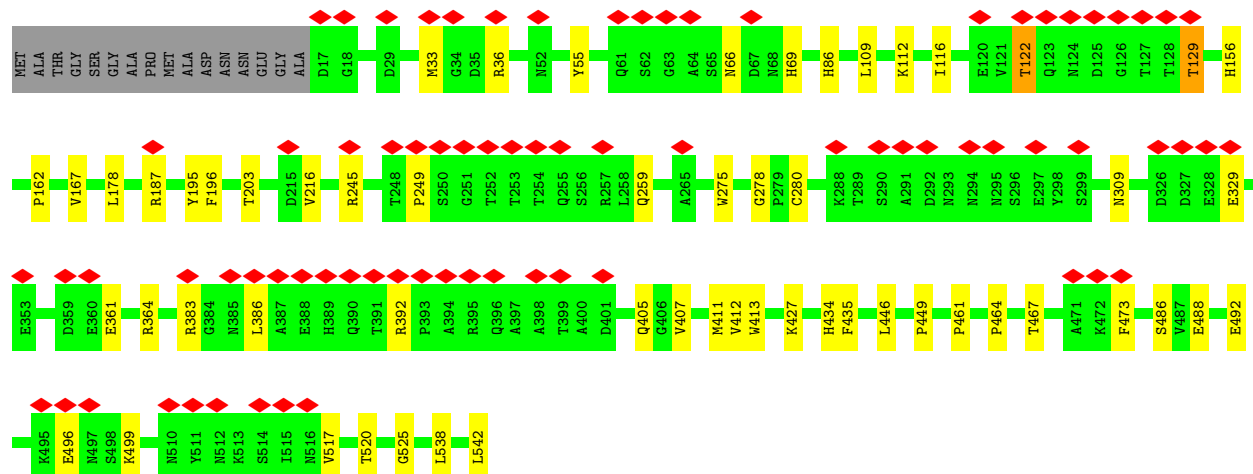 MET ALA THR GLY SER GLY ALA PRO MET ALA ASP ASN ASN GLU GLY ALA D17 G18 D29 M33 G34 D35 R36 N52 Y55 Q61 S62 G63 A64 S65 N66 D67 N68 H69 H86 L109 K112 I116 E120 V121 T122 Q123 N124 D125 G126 T127 T128 T129 H156
P162 V167 L178 R187 Y195 F196 T203 D215 V216 R245 T248 P249 S250 G251 T252 T253 T254 Q255 S256 R257 L258 Q259 A265 W275 G278 P279 C280 K288 T289 S290 A291 D292 N293 N294 N295 S296 E297 Y298 S299 N309 D326 D327 E328 E329
E353 D359 E360 E361 R364 R383 G384 N385 L386 A387 E388 H389 Q390 T391 R392 P393 A394 R395 Q396 A397 A398 T399 A400 D401 Q405 G406 V407 M411 V412 W413 K427 H434 F435 L446 P449 P461 P464 T467 A471 K472 F473 S486 V487 E488 E492
K495 E496 N497 S498 K499 N510 Y511 N512 K513 S514 I515 N516 V517 T520 G525 L538 L542